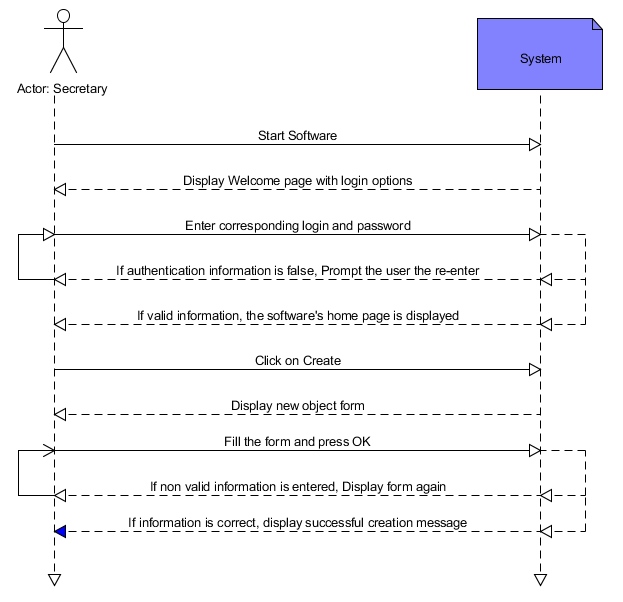 System
Actor: Secretary
Start Software
Display Welcome page with login options
Enter corresponding login and password
If authentication information is false, Prompt the user the re-enter
If valid information, the software's home page is displayed
Click on Create
Display new object form
Fill the form and press OK
If non valid information is entered, Display form again
If information is correct, display successful creation message